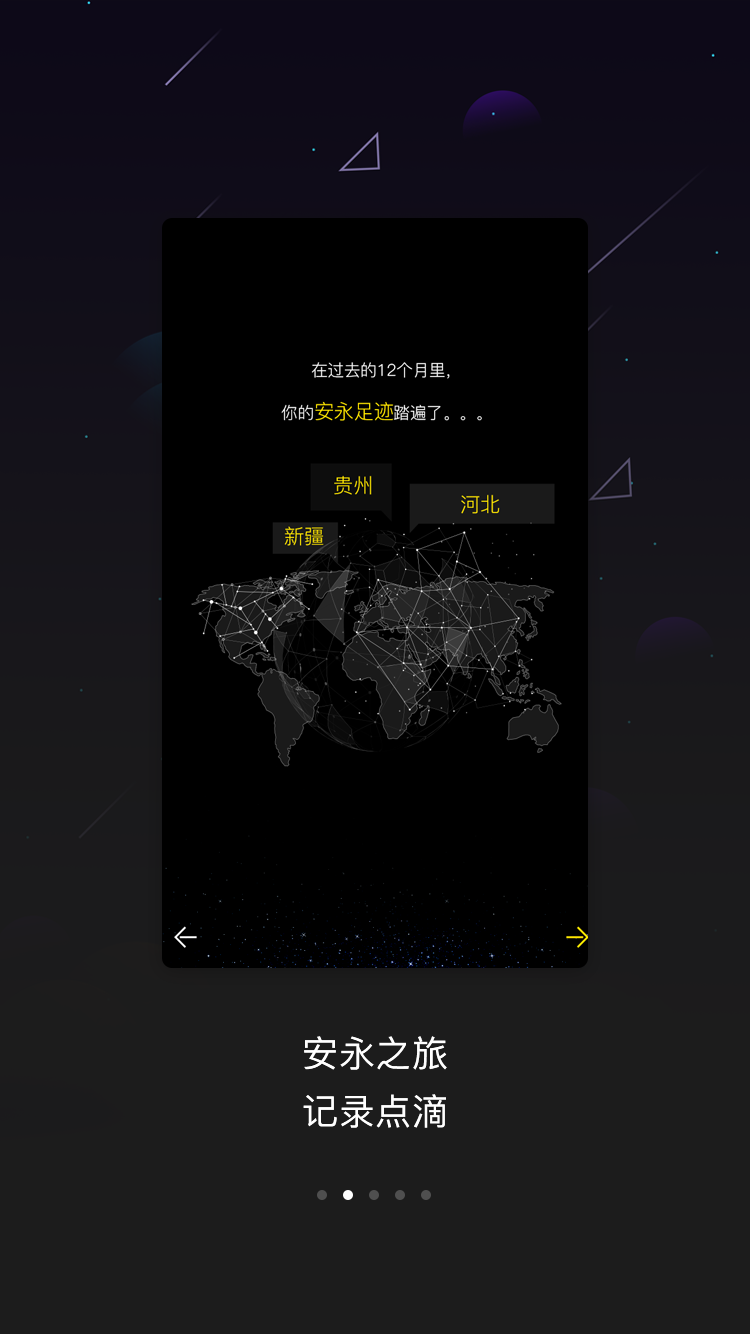 在过去的12个月里,
你的安永足迹踏遍了。。。
贵州
河北
新疆
安永之旅
记录点滴